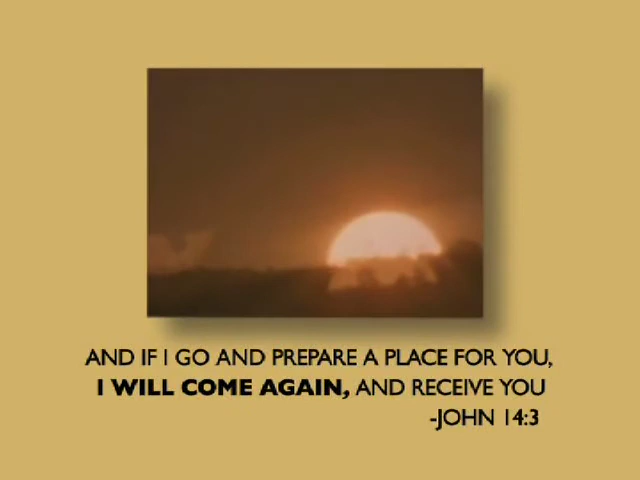 AND IF I GO AND PREPARE A PLACE FOR YOU,
I WILL COME AGAIN, AND RECEIVE YOU
-JOHN 14:3